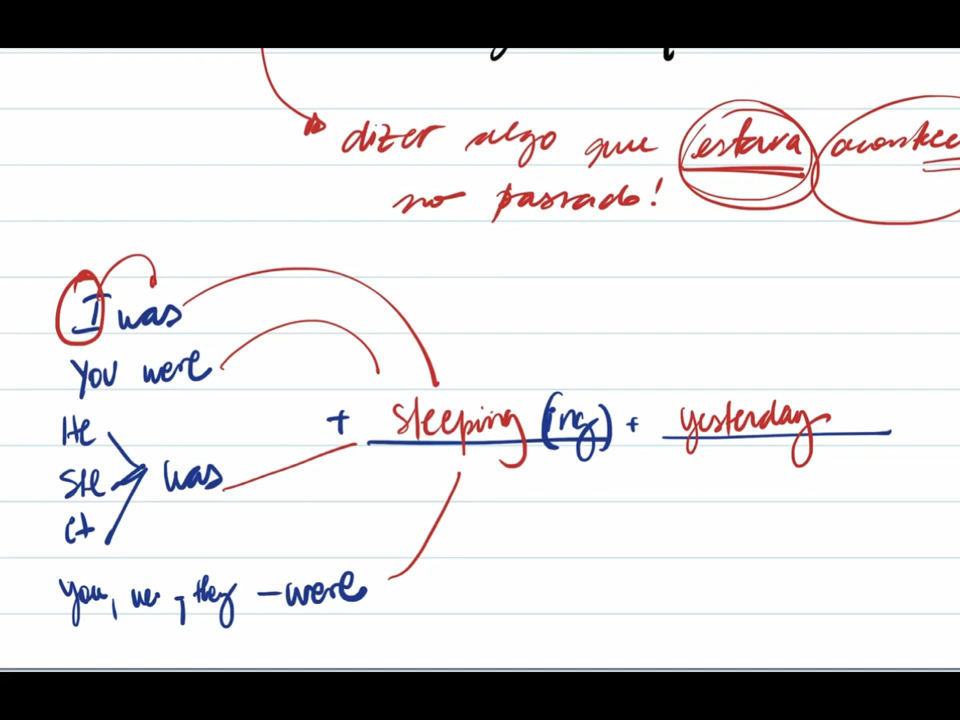 dizer algo que estava
no passado!
I was
You were
He
+ sleeping (ing) + yesterday
She
was
it
you, we, they - were